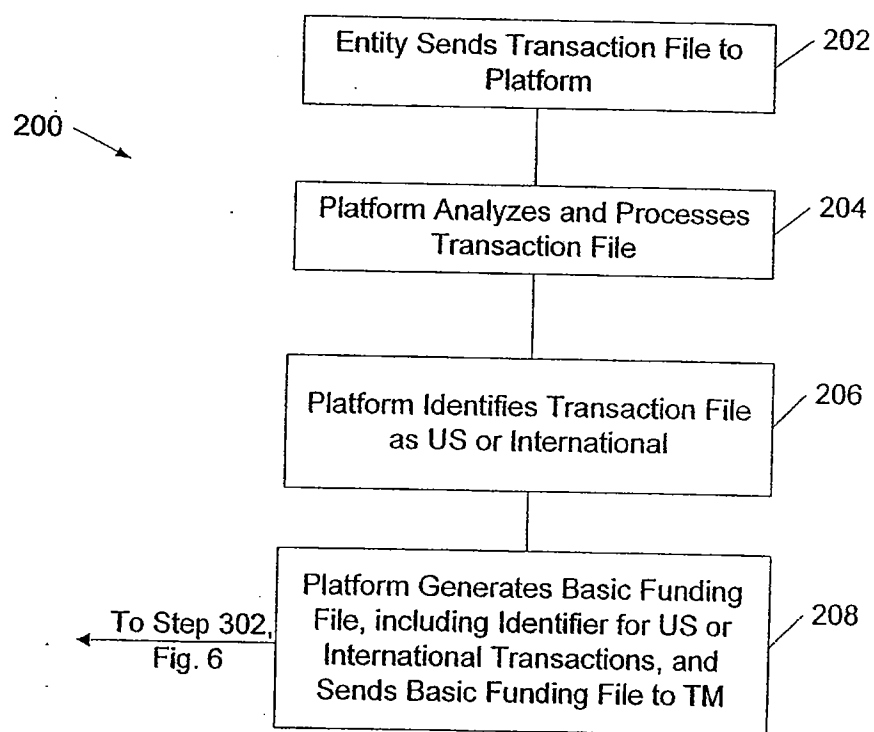 Entity Sends Transaction File to
Platform
202
200
Platform Analyzes and Processes
Transaction File
204
Platform Identifies Transaction File
as US or International
206
Platform Generates Basic Funding
File, including Identifier for US or
International Transactions, and
Sends Basic Funding File to TM
208
To Step 302,
Fig. 6